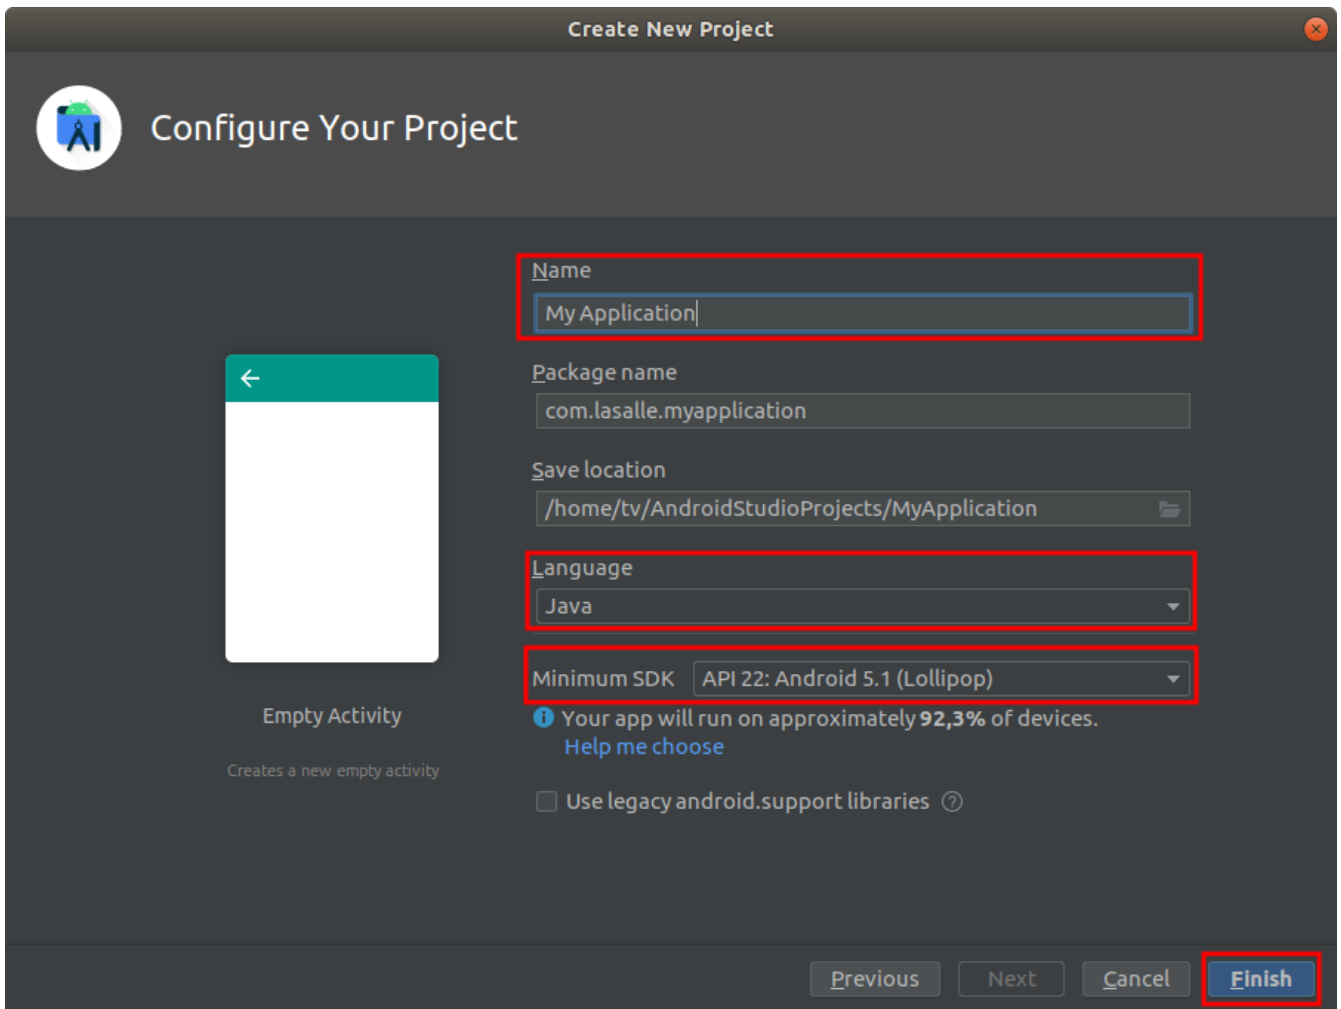 Create New Project
Configure Your Project
Name
My Application
Package name
com.lasalle.myapplication
Save location
/home/tv/AndroidStudioProjects/MyApplication
Language
Java
Minimum SDK API 22: Android 5.1 (Lollipop)
Your app will run on approximately 92,3% of devices.
Help me choose
Use legacy android.support libraries
Empty Activity
Creates a new empty activity
Previous Next Cancel Finish